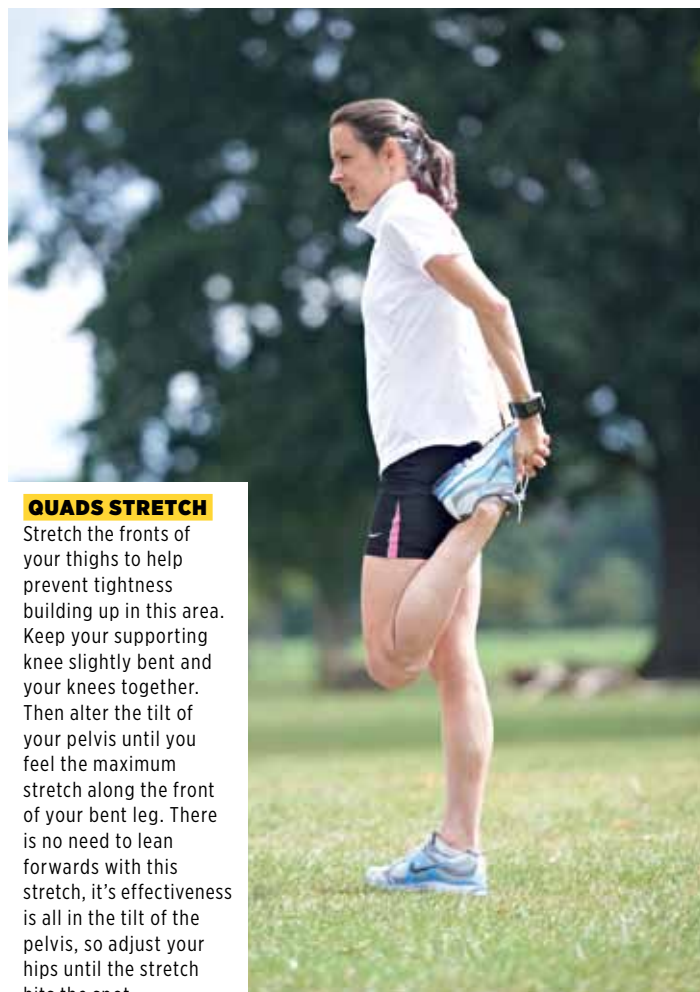 QUADS STRETCH
Stretch the fronts of
your thighs to help
prevent tightness
building up in this area.
Keep your supporting
knee slightly bent and
your knees together.
Then alter the tilt of
your pelvis until you
feel the maximum
stretch along the front
of your bent leg. There
is no need to lean
forwards with this
stretch, it's effectiveness
is all in the tilt of the
pelvis, so adjust your
hips until the stretch
hits the spot.